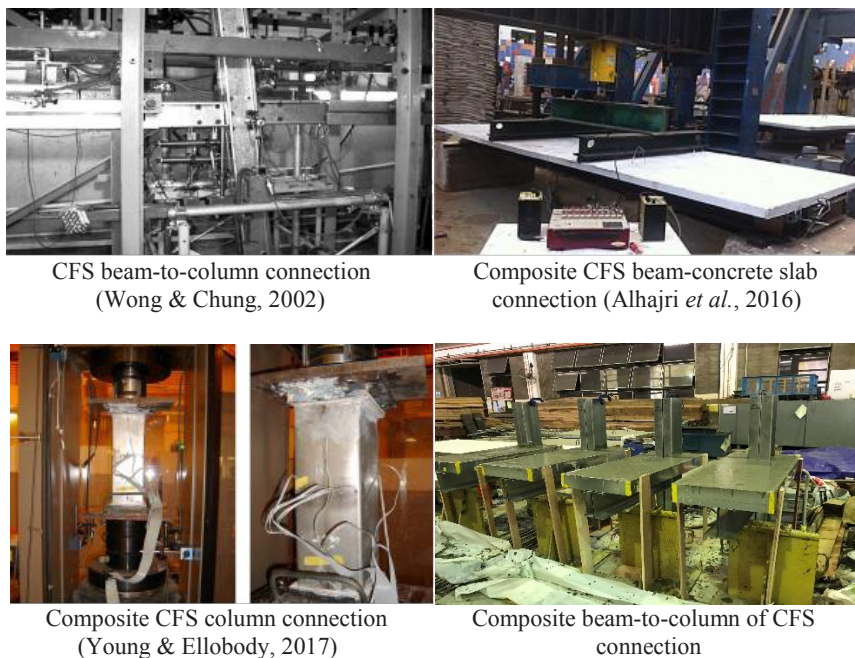 CFS beam-to-column connection
(Wong & Chung, 2002)
Composite CFS beam-concrete slab
connection (Alhajri et al., 2016)
Composite CFS column connection
(Young & Ellobody, 2017)
Composite beam-to-column of CFS
connection